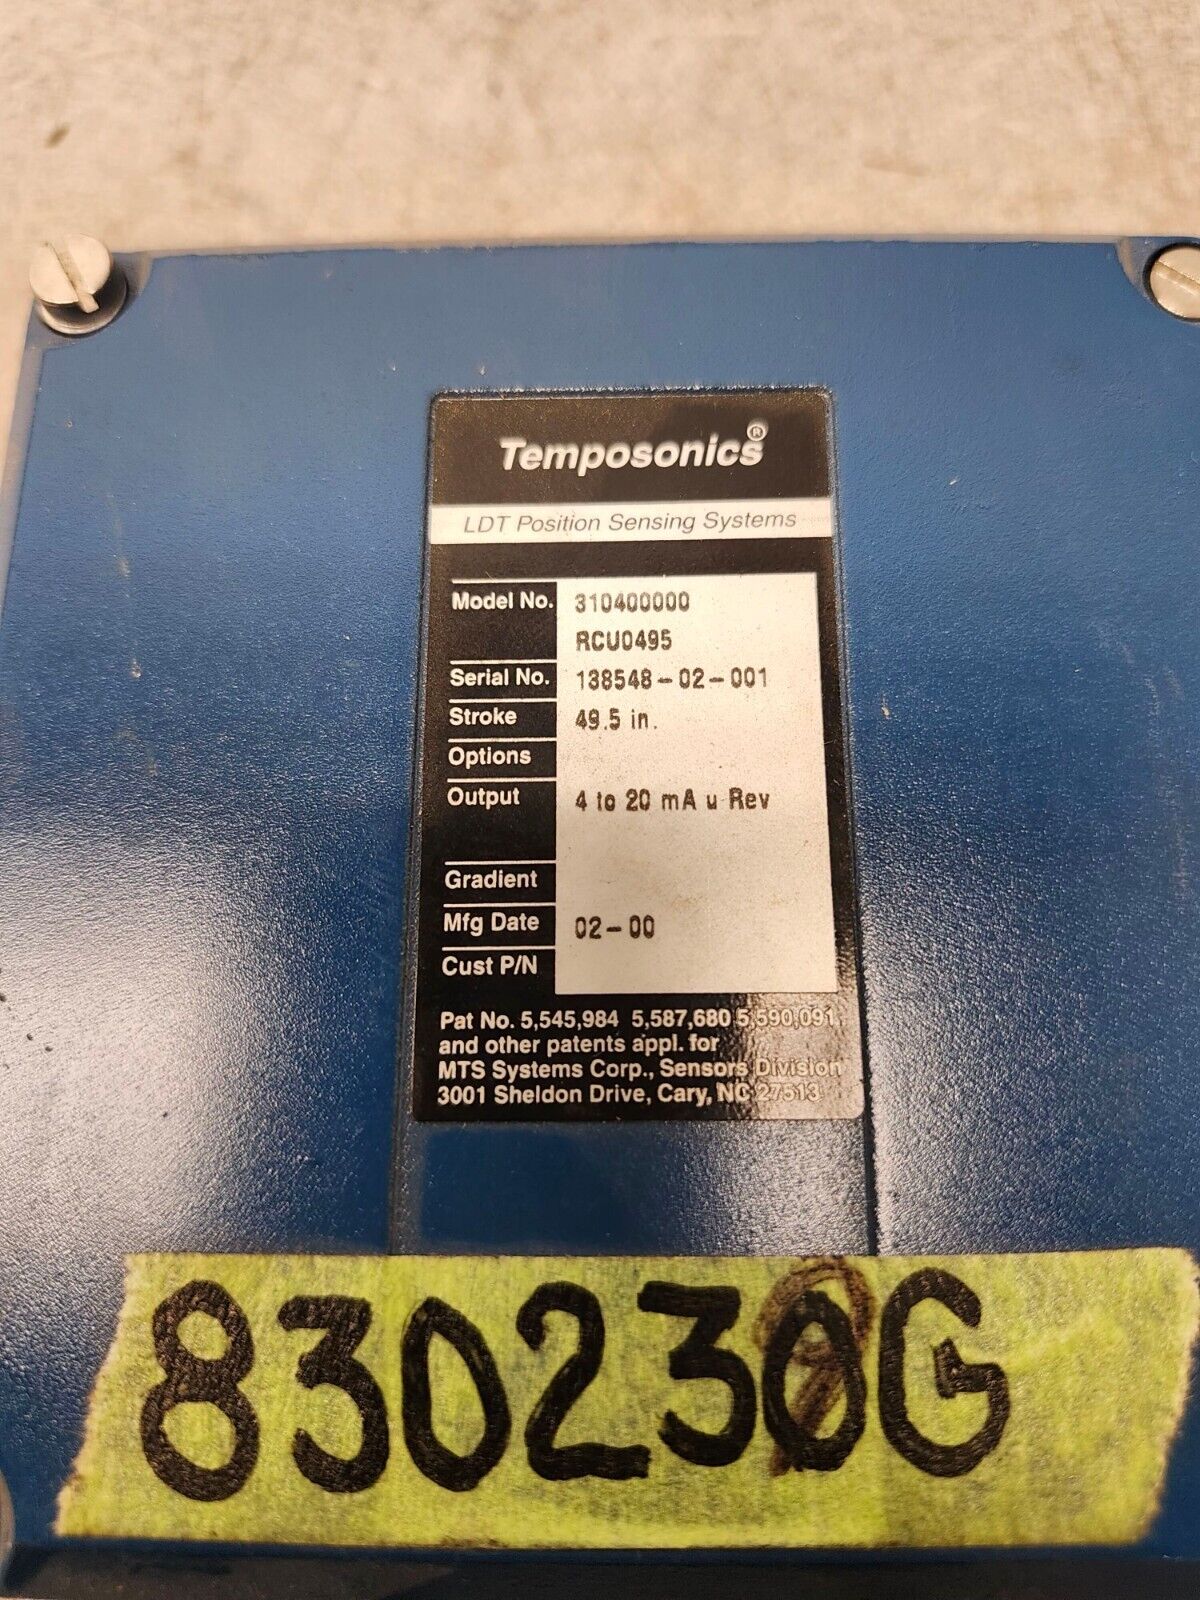 Temposonics®
LDT Position Sensing Systems
Model No. 310400000
RCU0495
Serial No. 138548-02-001
Stroke 49.5 in.
Options
Output 4 to 20 mA u Rev
Gradient
Mfg Date 02-00
Cust P/N
Pat No. 5,545,984 5,587,680 5,590,091
and other patents appl. for
MTS Systems Corp., Sensors Division
3001 Sheldon Drive, Cary, NC 27513
830230G